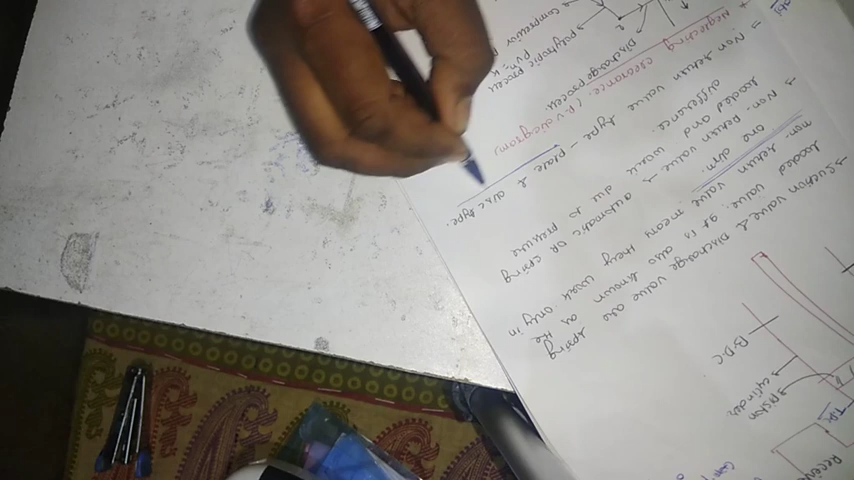 Receive
piston
cylinder
B.D.C
→ Suction valve & Discharge valve are spring
loaded valve. It is also known as the
non return valve means they work only in
one dirn.
→ Non. Return valve → automatic or spring
loaded and work due to pressure
difference.
→ Non return valve type - plate & disc type.
Neglecting clearance. (P-V diagram)
Discharge process
polytropic process
Compressor